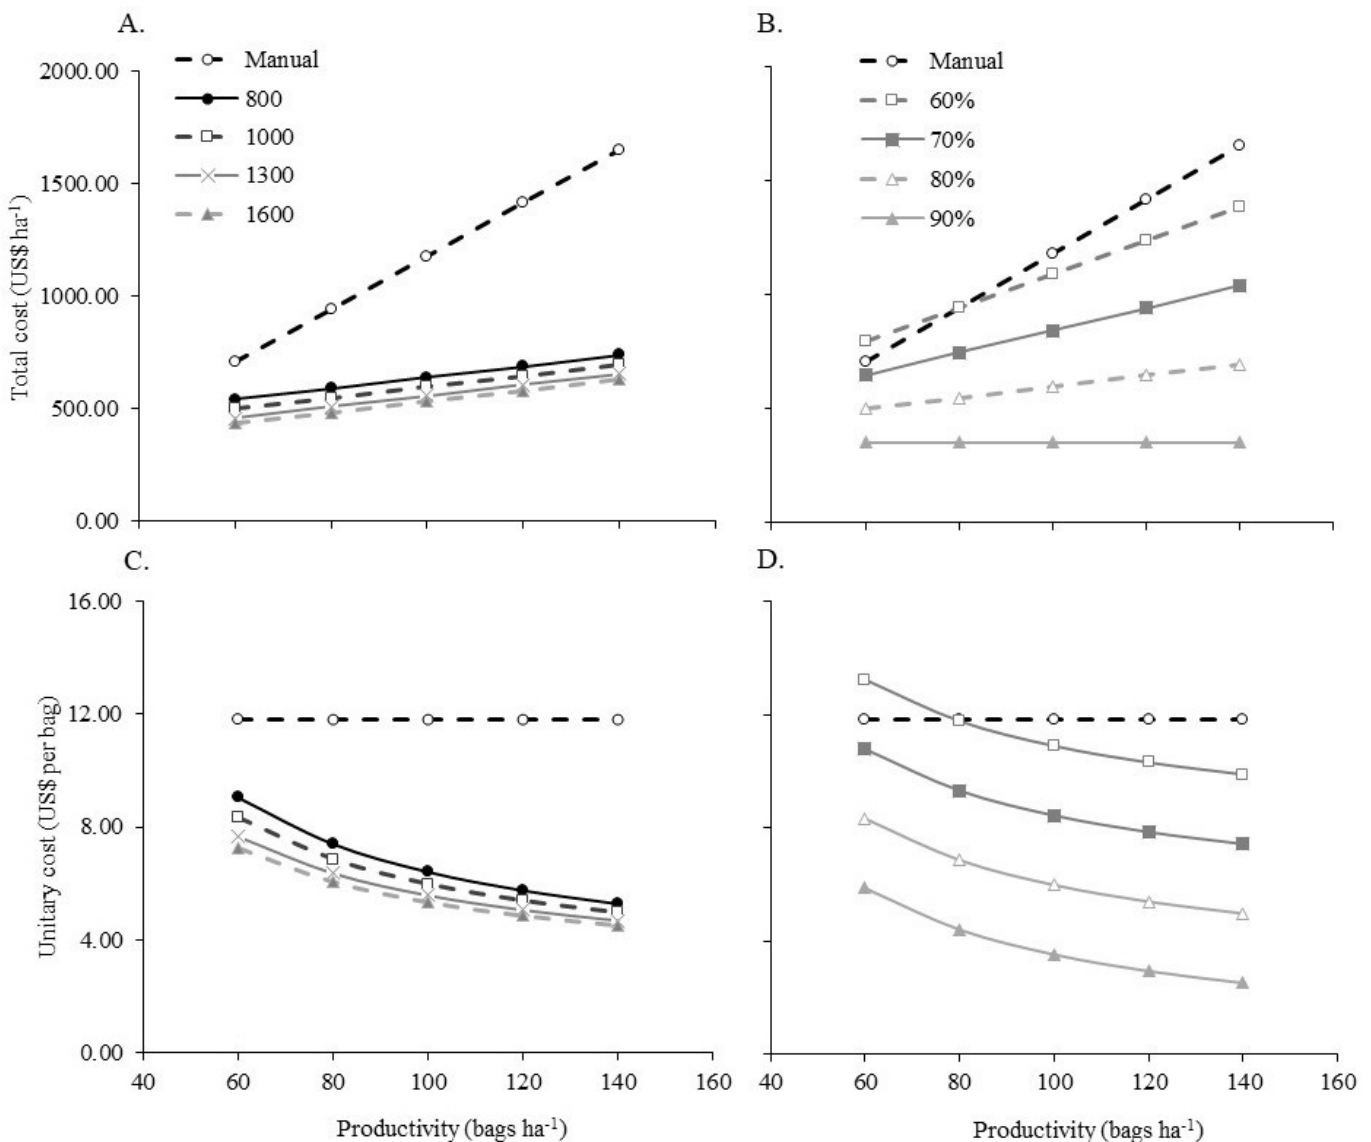 A.
Manual
800
1000
1300
1600
2000.00
1500.00
1000.00
500.00
0.00
Total cost (US$ ha-1)
B.
Manual
60%
70%
80%
90%
C.
16.00
12.00
8.00
4.00
0.00
Unitary cost (US$ per bag)
40 60 80 100 120 140 160
Productivity (bags ha-1)
D.
40 60 80 100 120 140 160
Productivity (bags ha-1)